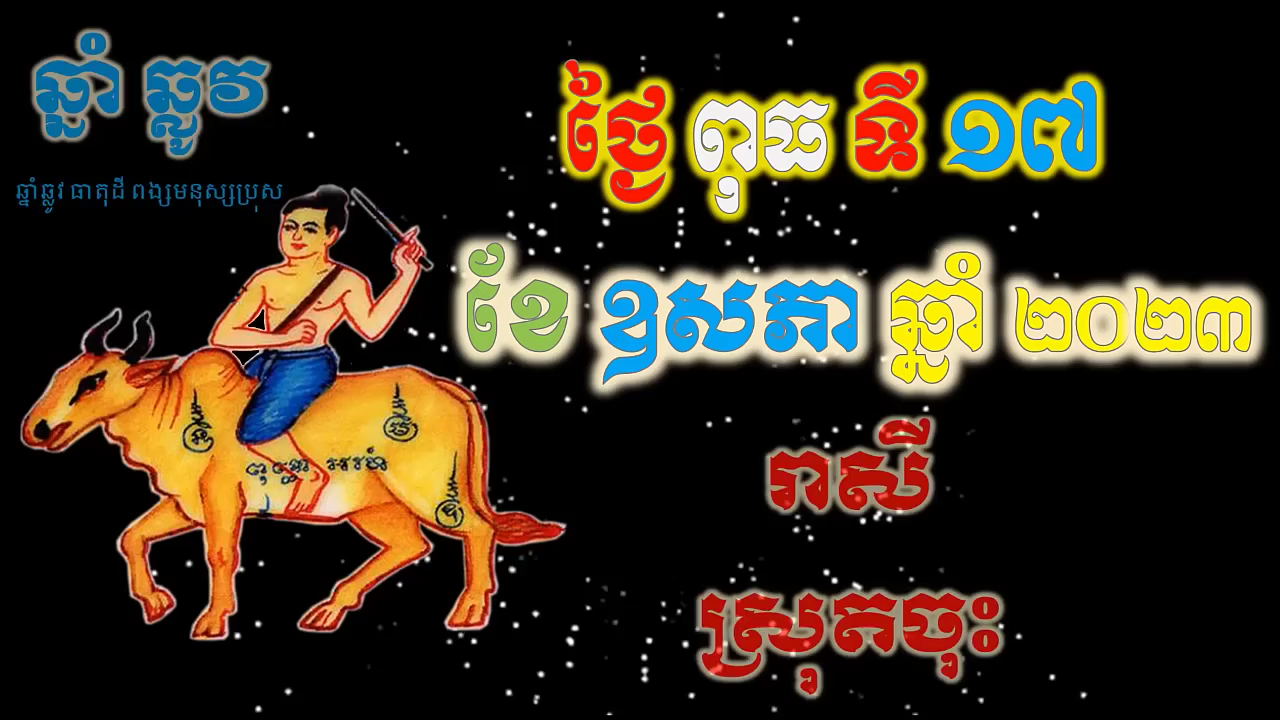 ឆ្នាំ ឆ្លូវ
ឆ្នាំឆ្លូវ ធាតុដី ពង្សមនុស្សប្រុស
ថ្ងៃ ពុធ ទី ១៧
ខែ ឧសភា ឆ្នាំ ២០២៣
រាសី
ស្រុតចុះ